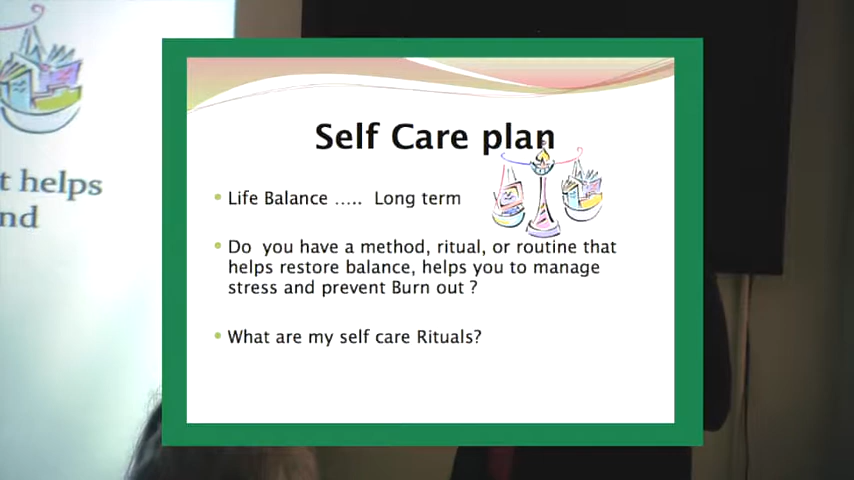 t helps
nd
Self Care plan
Life Balance ..... Long term
Do you have a method, ritual, or routine that
helps restore balance, helps you to manage
stress and prevent Burn out ?
What are my self care Rituals?